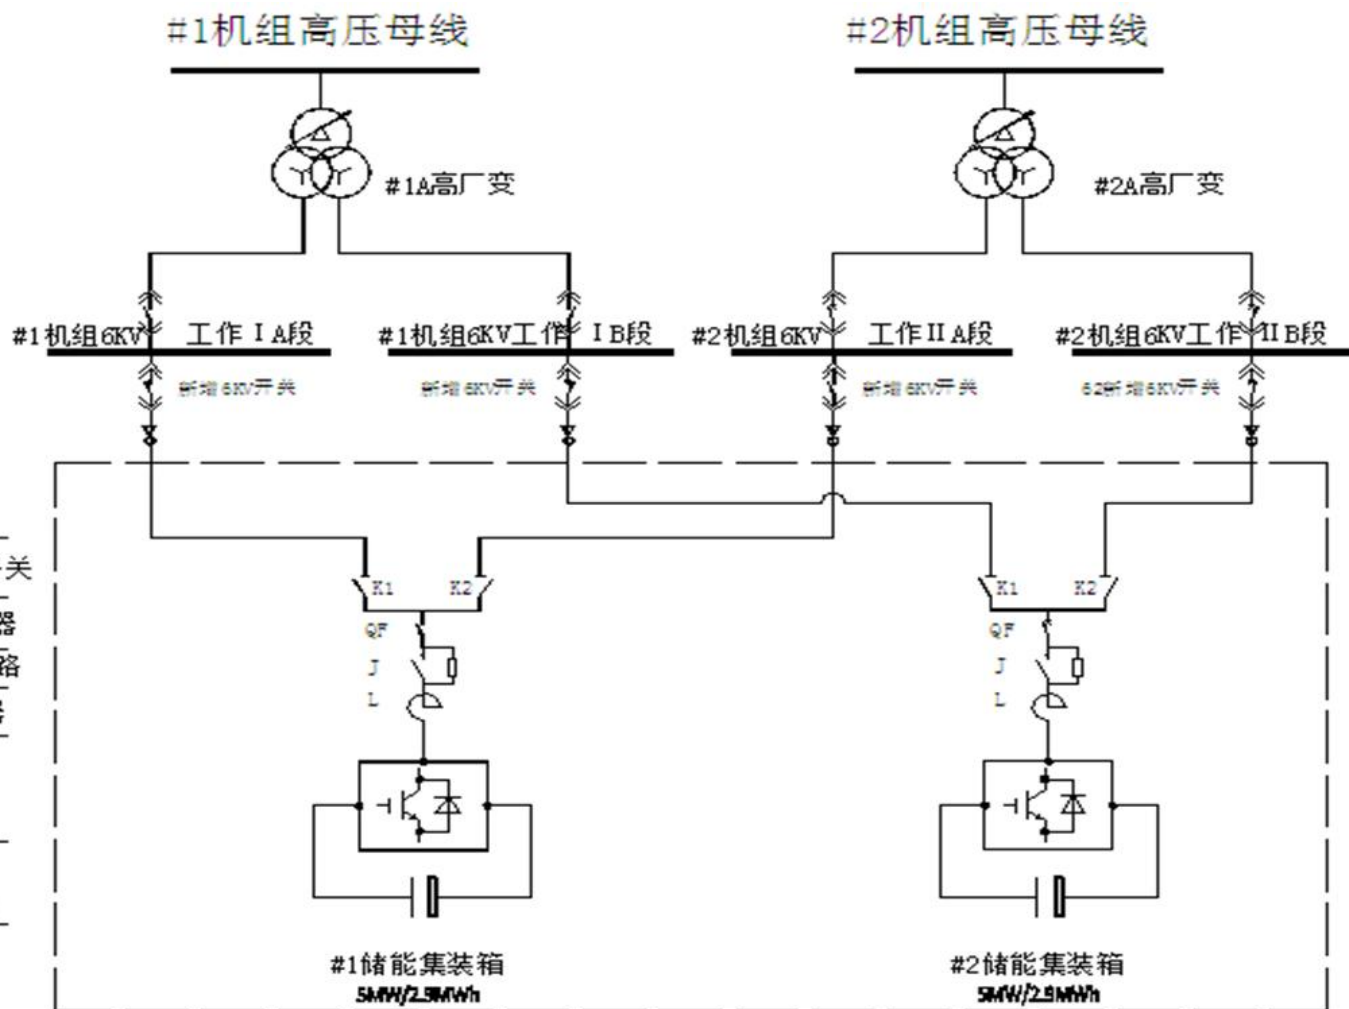 #1机组高压母线
#2机组高压母线
#1A高厂变
#2A高厂变
#1机组6KV 工作ⅠA段
#1机组6KV工作 ⅠB段
#2机组6KV 工作ⅡA段
#2机组6KV工作 ⅡB段
新增6KV开关
新增6KV开关
新增6KV开关
62新增6KV开关
关
器
路
K1
K2
K1
K2
QF
QF
J
J
L
L
#1储能集装箱
#2储能集装箱
5MW/2.9MWh
5MW/2.9MWh